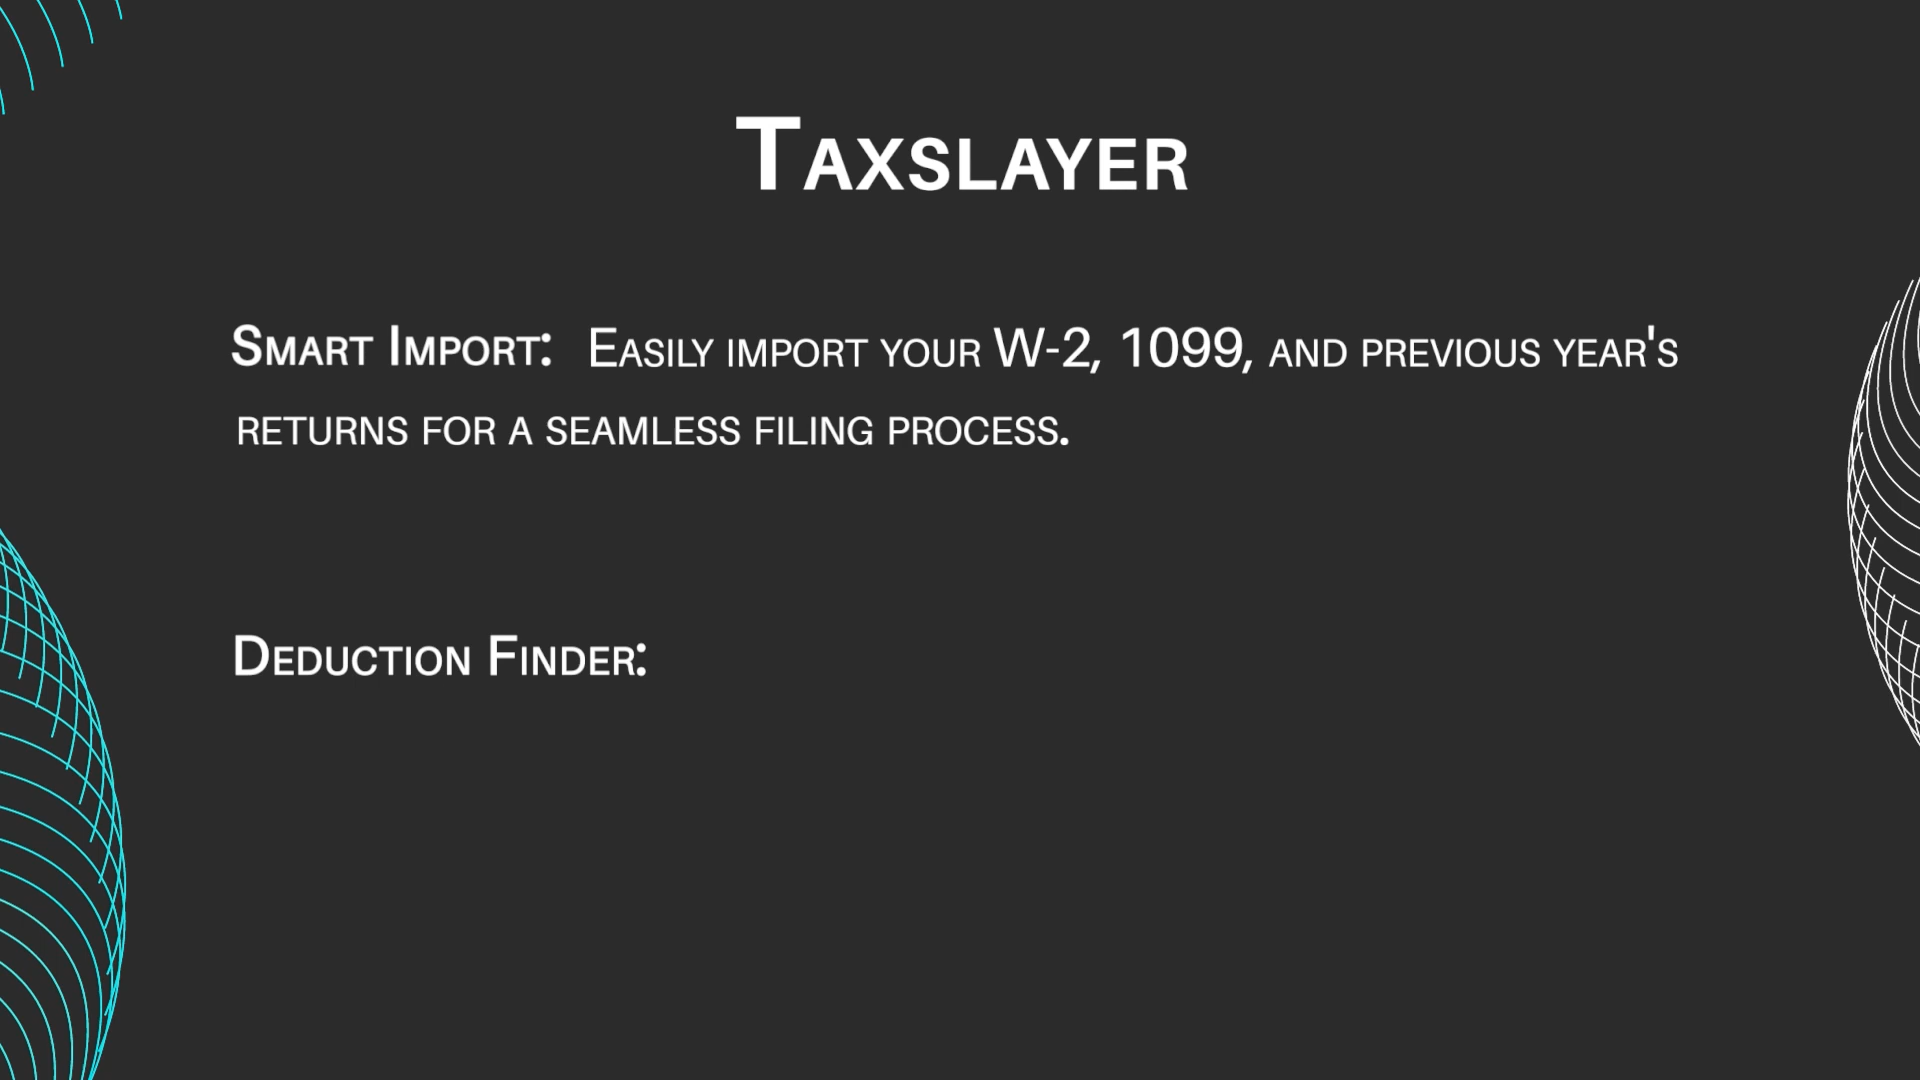 Taxslayer
Smart Import: Easily import your W-2, 1099, and previous year's
returns for a seamless filing process.
Deduction Finder: